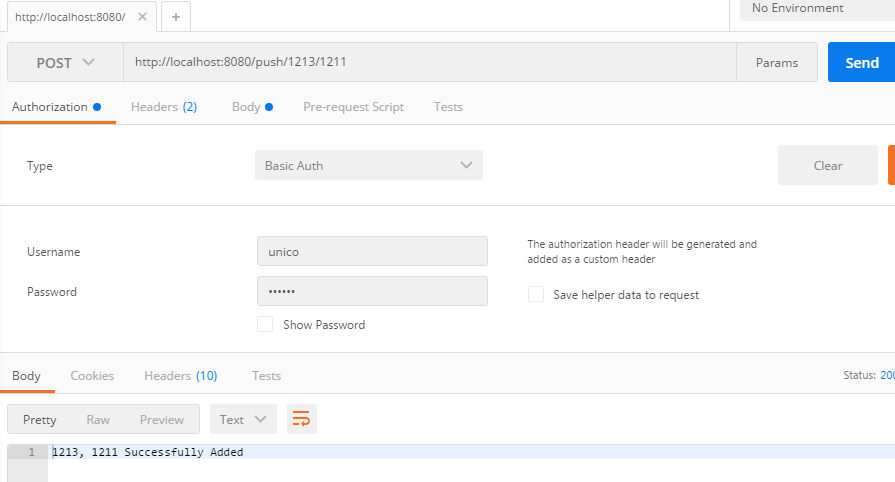 http://localhost:8080/
No Environment
POST http://localhost:8080/push/1213/1211 Params Send
Authorization Headers (2) Body Pre-request Script Tests
Type Basic Auth Clear
Username unico The authorization header will be generated and
added as a custom header
Password •••••• Save helper data to request
Show Password
Body Cookies Headers (10) Tests Status: 200
Pretty Raw Preview Text
1 1213, 1211 Successfully Added